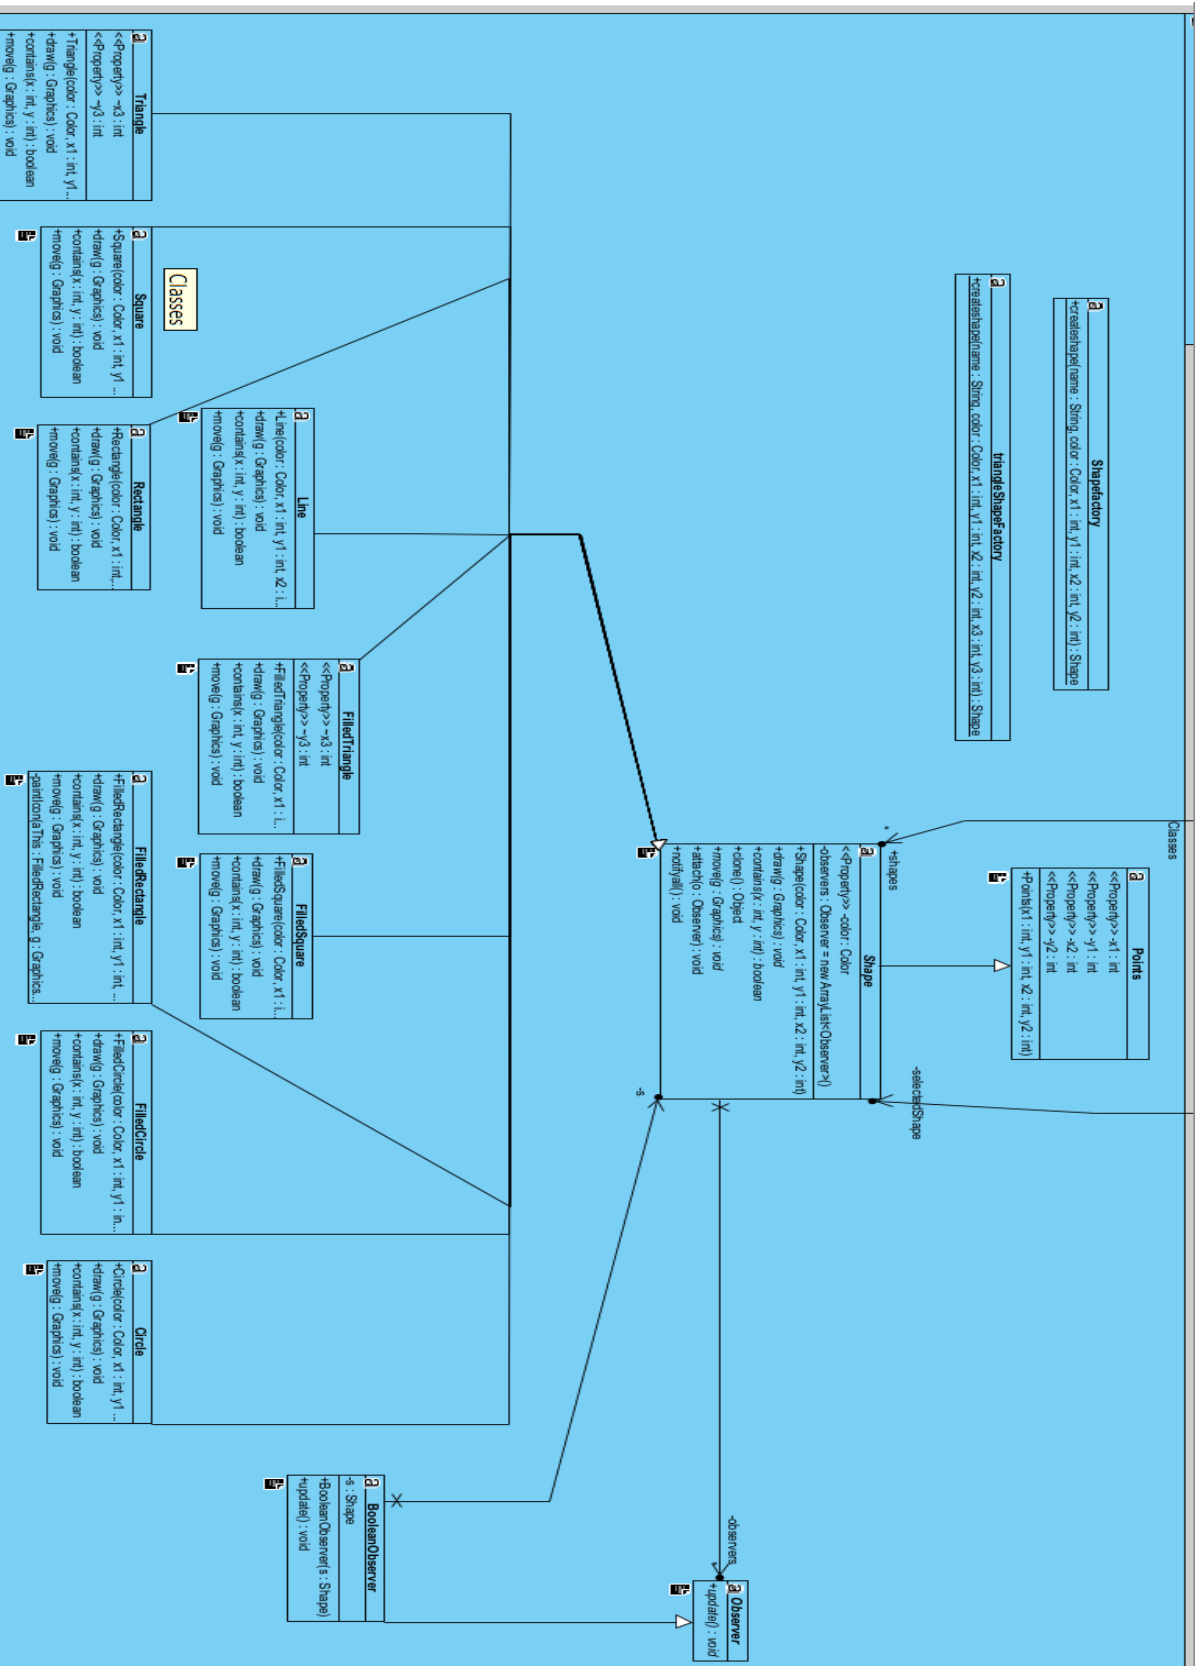 Classes
Points
<<Property>> -x1 : int
<<Property>> -y1 : int
<<Property>> -x2 : int
<<Property>> -y2 : int
+Points(x1 : int, y1 : int, x2 : int, y2 : int)
Shapefactory
+createshape(name : String, color : Color, x1 : int, y1 : int, x2 : int, y2 : int) : Shape
triangleShapeFactory
+createshape(name : String, color : Color, x1 : int, y1 : int, x2 : int, y2 : int, x3 : int, y3 : int) : Shape
+shapes
*
-selectedShape
Shape
<<Property>> -color : Color
-observers : Observer = new ArrayList<Observer>()
+Shape(color : Color, x1 : int, y1 : int, x2 : int, y2 : int)
+draw(g : Graphics) : void
+contains(x : int, y : int) : boolean
+clone() : Object
+move(g : Graphics) : void
+attach(o : Observer) : void
+notifyall() : void
-s
-observers
*
Observer
+update() : void
BooleanObserver
-s : Shape
+BooleanObserver(s : Shape)
+update() : void
Line
+Line(color : Color, x1 : int, y1 : int, x2 : i...
+draw(g : Graphics) : void
+contains(x : int, y : int) : boolean
+move(g : Graphics) : void
FilledTriangle
<<Property>> ~x3 : int
<<Property>> ~y3 : int
+FilledTriangle(color : Color, x1 : i...
+draw(g : Graphics) : void
+contains(x : int, y : int) : boolean
+move(g : Graphics) : void
FilledSquare
+FilledSquare(color : Color, x1 : i...
+draw(g : Graphics) : void
+contains(x : int, y : int) : boolean
+move(g : Graphics) : void
Classes
Triangle
<<Property>> ~x3 : int
<<Property>> ~y3 : int
+Triangle(color : Color, x1 : int, y1...
+draw(g : Graphics) : void
+contains(x : int, y : int) : boolean
+move(g : Graphics) : void
Square
+Square(color : Color, x1 : int, y1 ...
+draw(g : Graphics) : void
+contains(x : int, y : int) : boolean
+move(g : Graphics) : void
Rectangle
+Rectangle(color : Color, x1 : int,...
+draw(g : Graphics) : void
+contains(x : int, y : int) : boolean
+move(g : Graphics) : void
FilledRectangle
+FilledRectangle(color : Color, x1 : int, y1 : int, ...
+draw(g : Graphics) : void
+contains(x : int, y : int) : boolean
+move(g : Graphics) : void
-paintIcon(aThis : FilledRectangle, g : Graphics...
FilledCircle
+FilledCircle(color : Color, x1 : int, y1 : in...
+draw(g : Graphics) : void
+contains(x : int, y : int) : boolean
+move(g : Graphics) : void
Circle
+Circle(color : Color, x1 : int, y1 ...
+draw(g : Graphics) : void
+contains(x : int, y : int) : boolean
+move(g : Graphics) : void